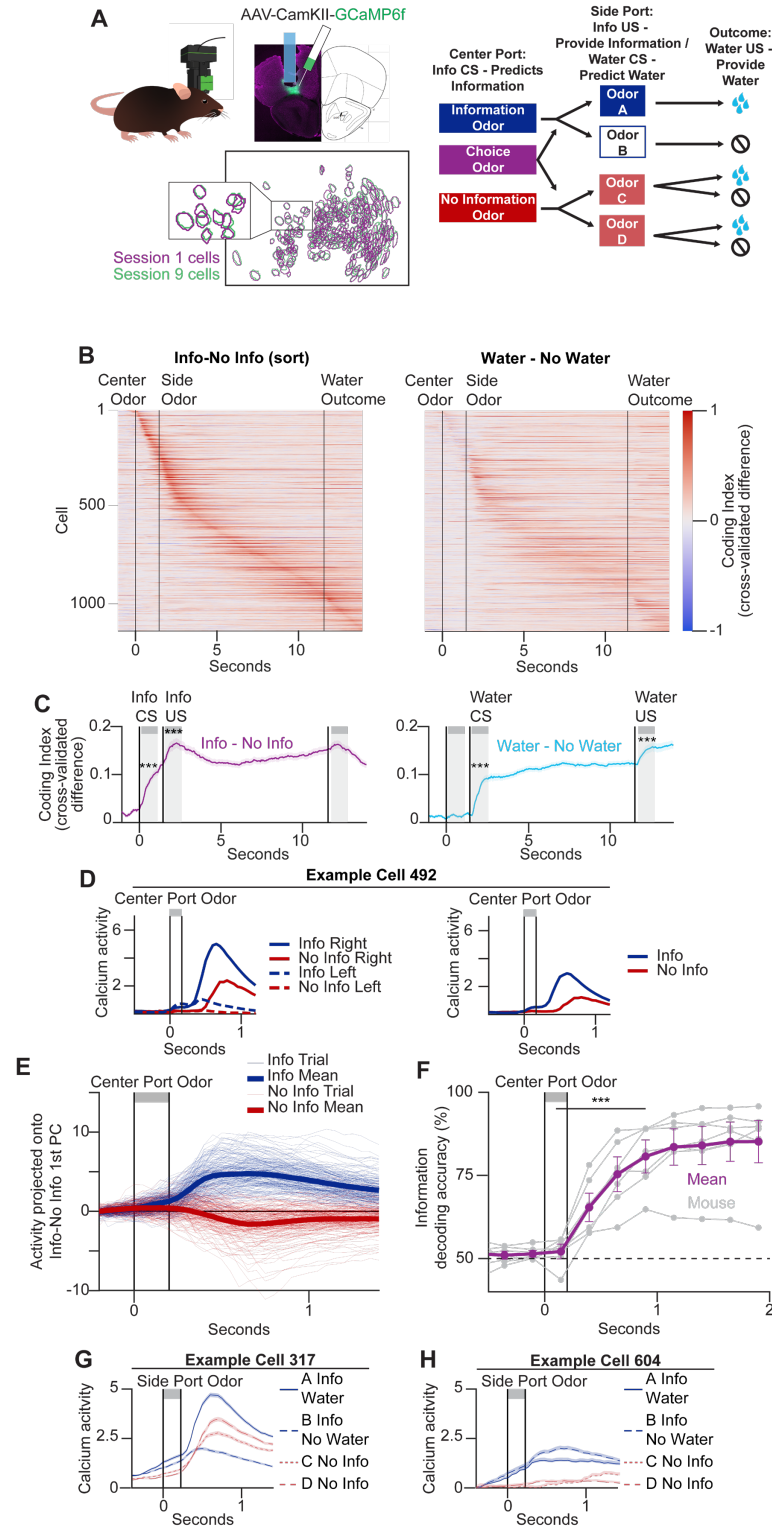 A
AAV-CamKII-GCaMP6f
Session 1 cells
Session 9 cells
Center Port:
Info CS - Predicts
Information
Side Port:
Info US -
Provide Information /
Water CS -
Predict Water
Outcome:
Water US -
Provide
Water
Information
Odor
Choice
Odor
No Information
Odor
Odor
A
Odor
B
Odor
C
Odor
D
B
Info-No Info (sort)
Water - No Water
Center
Odor
Side
Odor
Water
Outcome
Center
Odor
Side
Odor
Water
Outcome
Cell
1
500
1000
0 5 10
Seconds
0 5 10
Seconds
1
0
-1
Coding Index
(cross-validated difference)
C
Info
CS
Info
US
***
***
Info - No Info
Coding Index
(cross-validated
difference)
0.2
0.1
0
0 5 10
Seconds
Water
CS
Water
US
***
***
Water - No Water
0.2
0.1
0
0 5 10
Seconds
D
Example Cell 492
Center Port Odor
Calcium activity
6
2
0 1
Seconds
Info Right
No Info Right
Info Left
No Info Left
Center Port Odor
Calcium activity
6
2
0 1
Seconds
Info
No Info
E
Center Port Odor
Info Trial
Info Mean
No Info Trial
No Info Mean
Activity projected onto
Info-No Info 1st PC
10
0
-10
0 1
Seconds
F
Center Port Odor
***
Information
decoding accuracy (%)
100
75
50
Mean
Mouse
0 1 2
Seconds
G
Example Cell 317
Side Port Odor
Calcium acitvity
5
2.5
0
0 1
Seconds
A Info
Water
B Info
No Water
C No Info
D No Info
H
Example Cell 604
Side Port Odor
Calcium acitvity
5
2.5
0
0 1
Seconds
A Info
Water
B Info
No Water
C No Info
D No Info